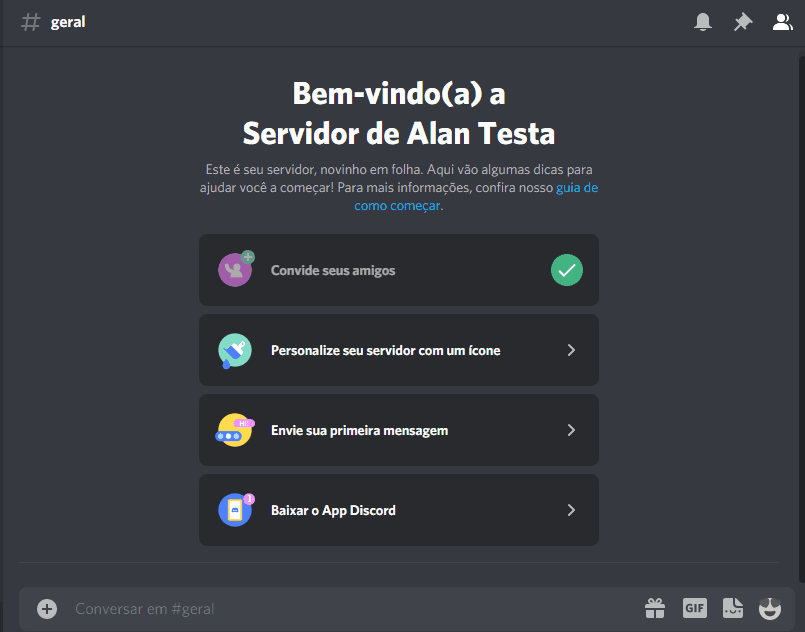 geral
Bem-vindo(a) a
Servidor de Alan Testa
Este é seu servidor, novinho em folha. Aqui vão algumas dicas para
ajudar você a começar! Para mais informações, confira nosso guia de
como começar.
Convide seus amigos
Personalize seu servidor com um ícone
HI!
Envie sua primeira mensagem
1
Baixar o App Discord
Conversar em #geral
GIF